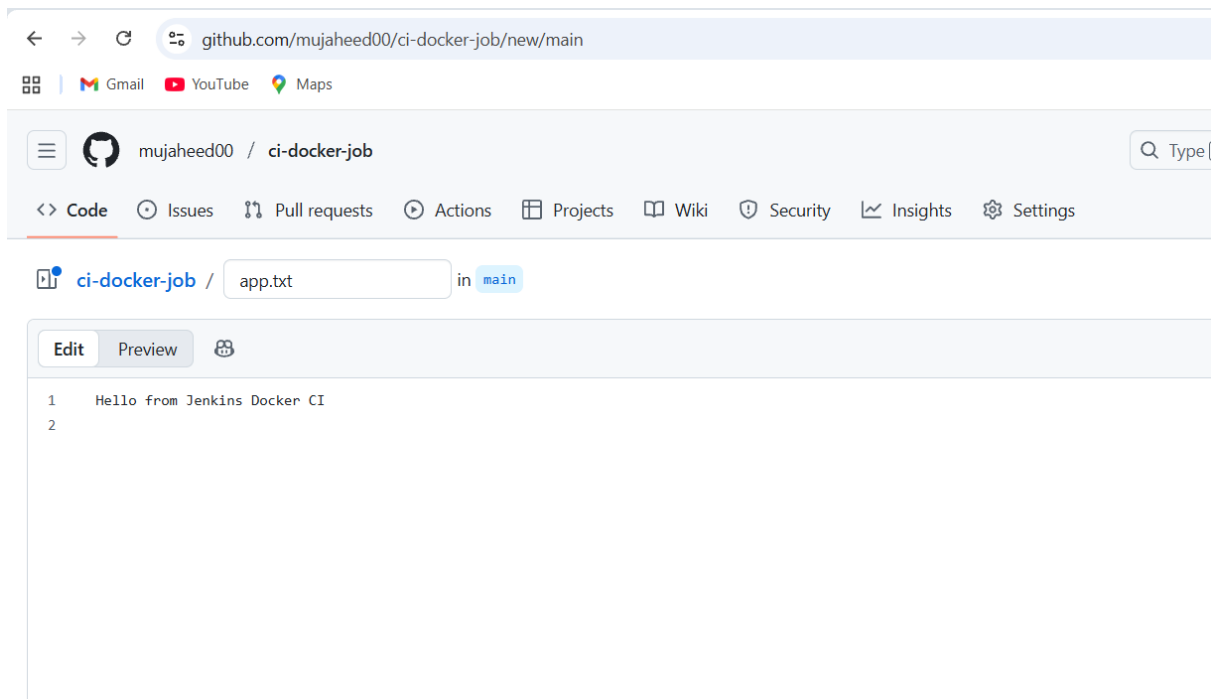 github.com/mujaheed00/ci-docker-job/new/main
Gmail YouTube Maps
mujaheed00 / ci-docker-job
Type
<> Code Issues Pull requests Actions Projects Wiki Security Insights Settings
ci-docker-job / app.txt in main
Edit Preview
1 Hello from Jenkins Docker CI
2